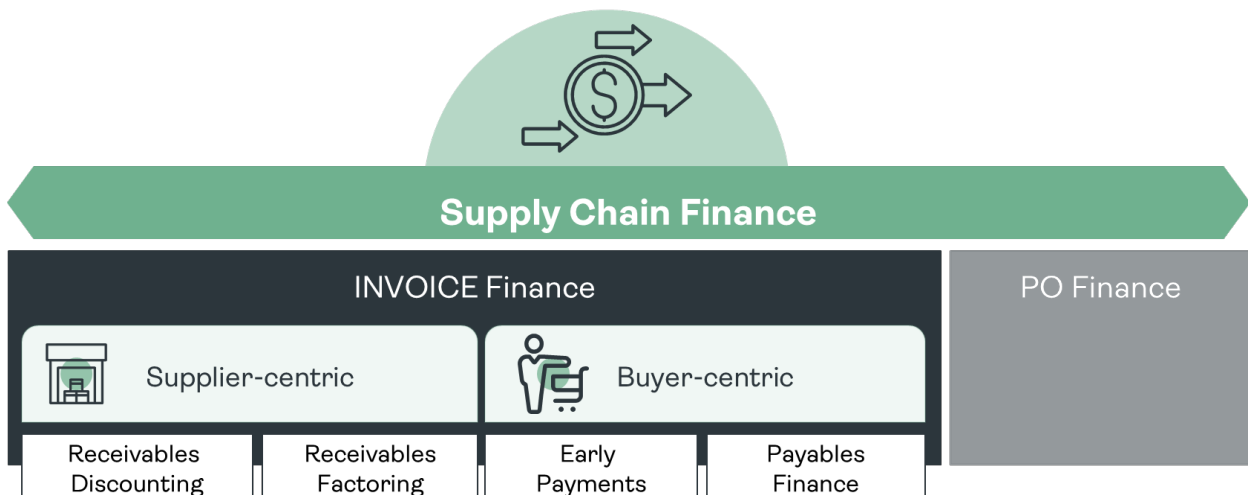 $
Supply Chain Finance
INVOICE Finance
PO Finance
Supplier-centric
Buyer-centric
Receivables
Discounting
Receivables
Factoring
Early
Payments
Payables
Finance